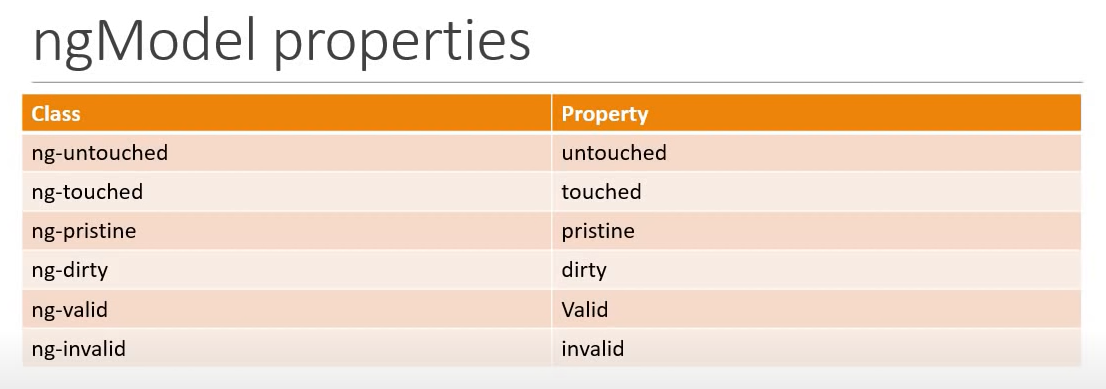 ngModel properties
Class Property
ng-untouched untouched
ng-touched touched
ng-pristine pristine
ng-dirty dirty
ng-valid Valid
ng-invalid invalid